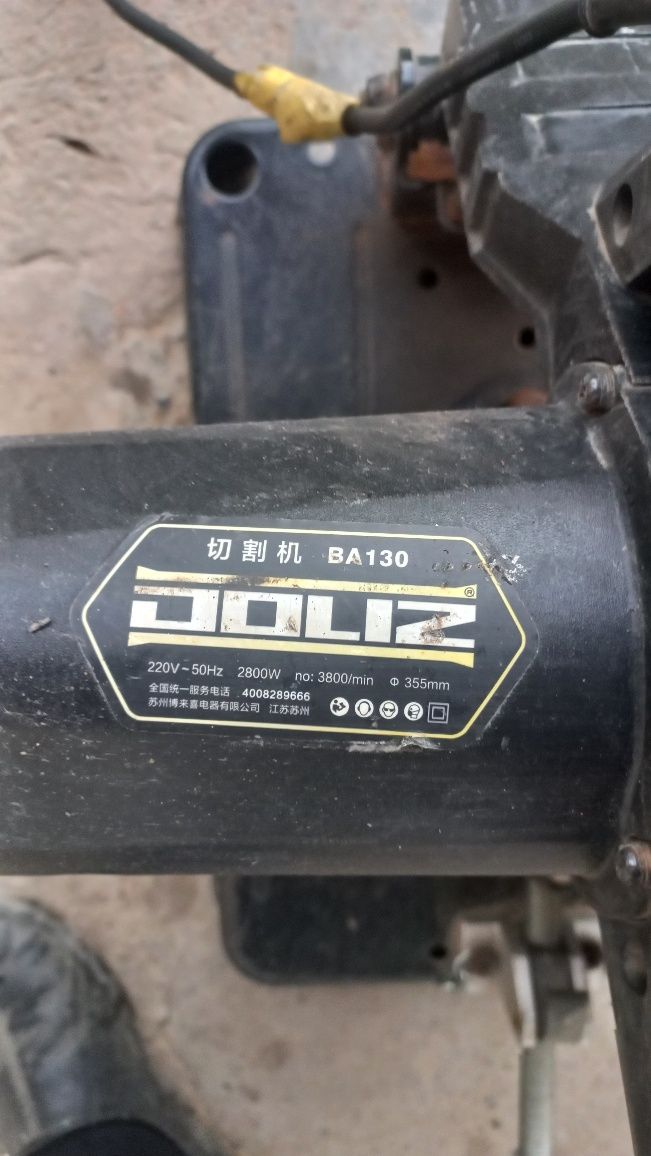 切割机 BA130
DOLIZ®
220V~50Hz 2800W no: 3800/min Φ 355mm
全国统一服务电话 4008289666
苏州博来喜电器有限公司 江苏苏州